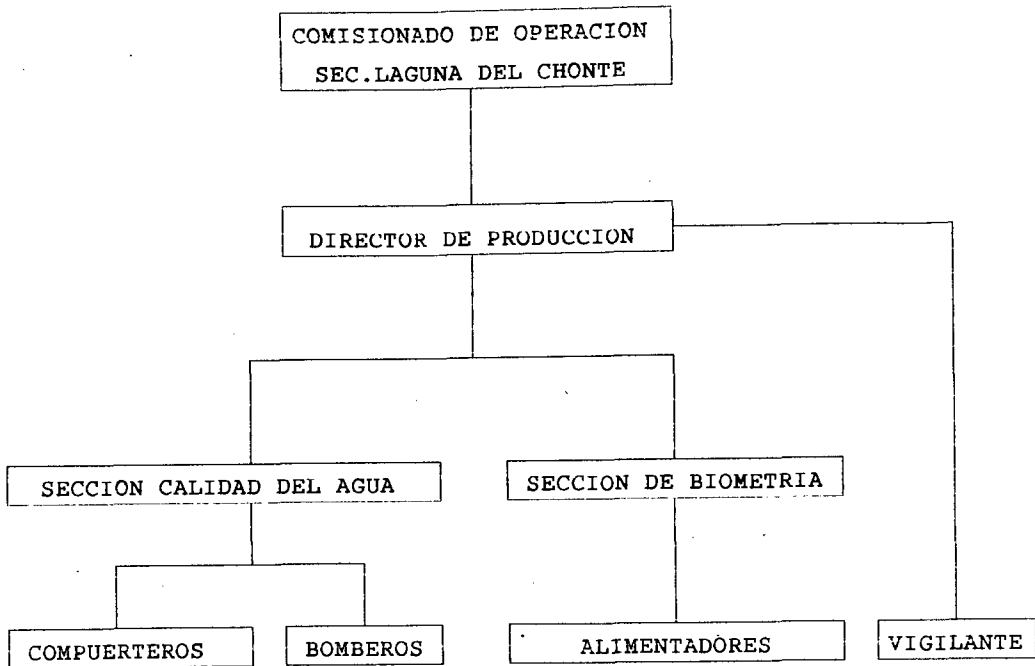 COMISIONADO DE OPERACION
SEC.LAGUNA DEL CHONTE
DIRECTOR DE PRODUCCION
SECCION CALIDAD DEL AGUA
SECCION DE BIOMETRIA
COMPUERTEROS
BOMBEROS
ALIMENTADORES
VIGILANTE